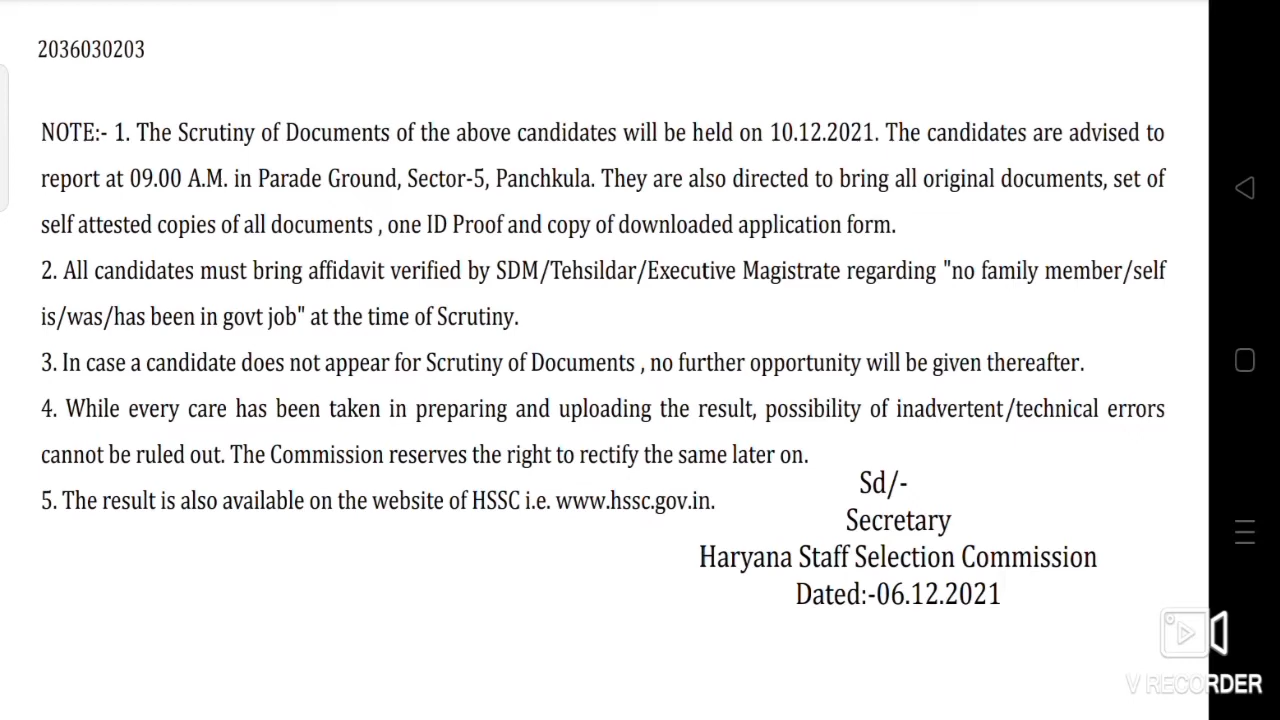 2036030203
NOTE:- 1. The Scrutiny of Documents of the above candidates will be held on 10.12.2021. The candidates are advised to
report at 09.00 A.M. in Parade Ground, Sector-5, Panchkula. They are also directed to bring all original documents, set of
self attested copies of all documents , one ID Proof and copy of downloaded application form.
2. All candidates must bring affidavit verified by SDM/Tehsildar/Executive Magistrate regarding "no family member/self
is/was/has been in govt job" at the time of Scrutiny.
3. In case a candidate does not appear for Scrutiny of Documents , no further opportunity will be given thereafter.
4. While every care has been taken in preparing and uploading the result, possibility of inadvertent/technical errors
cannot be ruled out. The Commission reserves the right to rectify the same later on.
5. The result is also available on the website of HSSC i.e. www.hssc.gov.in.
Sd/-
Secretary
Haryana Staff Selection Commission
Dated:-06.12.2021
V RECORDER